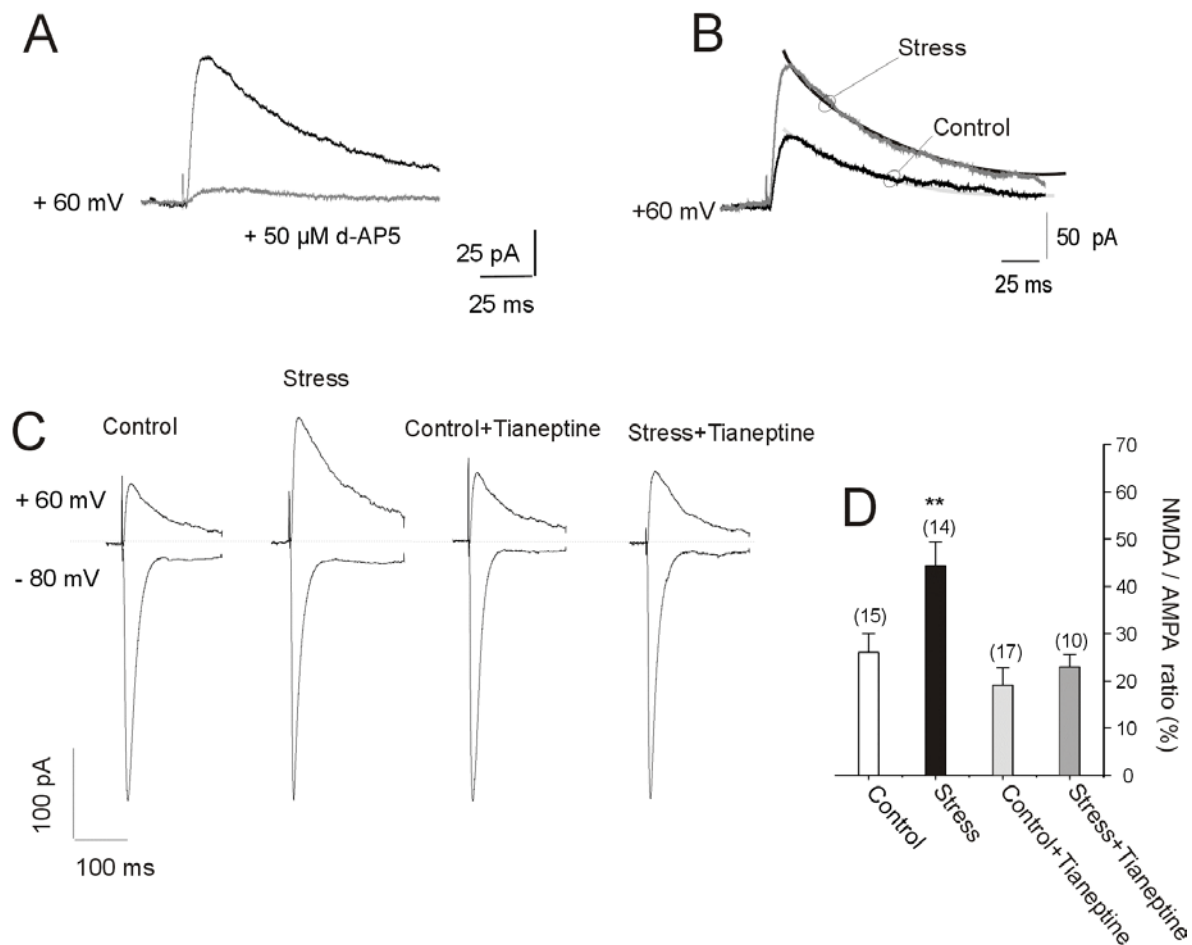 A
+ 60 mV
+ 50 µM d-AP5
25 pA
25 ms
B
Stress
Control
+60 mV
50 pA
25 ms
C
Control
Stress
Control+Tianeptine
Stress+Tianeptine
+ 60 mV
- 80 mV
100 pA
100 ms
D
**
(15)
(14)
(17)
(10)
70
60
50
40
30
20
10
0
NMDA / AMPA
ratio (%)
Control
Stress
Control+Tianeptine
Stress+Tianeptine